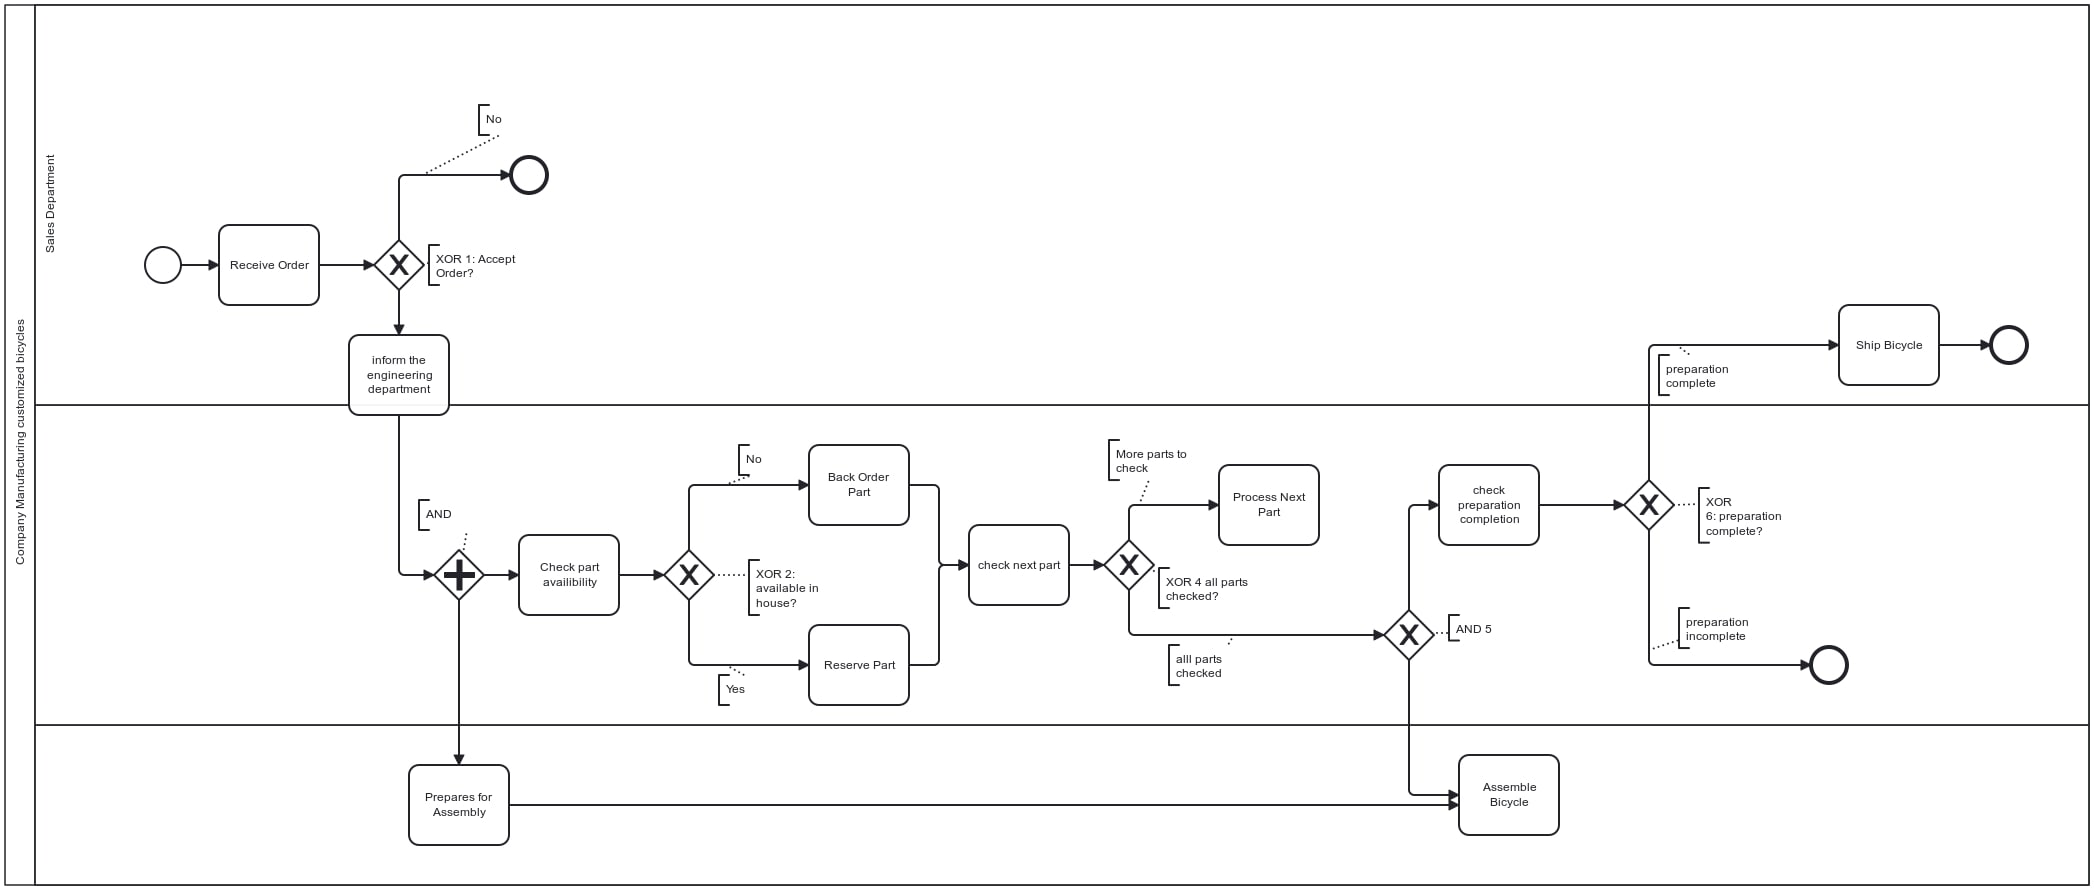 Company Manufacturing customized bicycles
Sales Department
No
Receive Order
X
XOR 1: Accept
Order?
inform the
engineering
department
Ship Bicycle
preparation
complete
AND
Check part
availibility
X
XOR 2:
available in
house?
No
Back Order
Part
Yes
Reserve Part
check next part
X
More parts to
check
Process Next
Part
XOR 4 all parts
checked?
alll parts
checked
X
AND 5
check
preparation
completion
X
XOR
6: preparation
complete?
preparation
incomplete
Prepares for
Assembly
Assemble
Bicycle